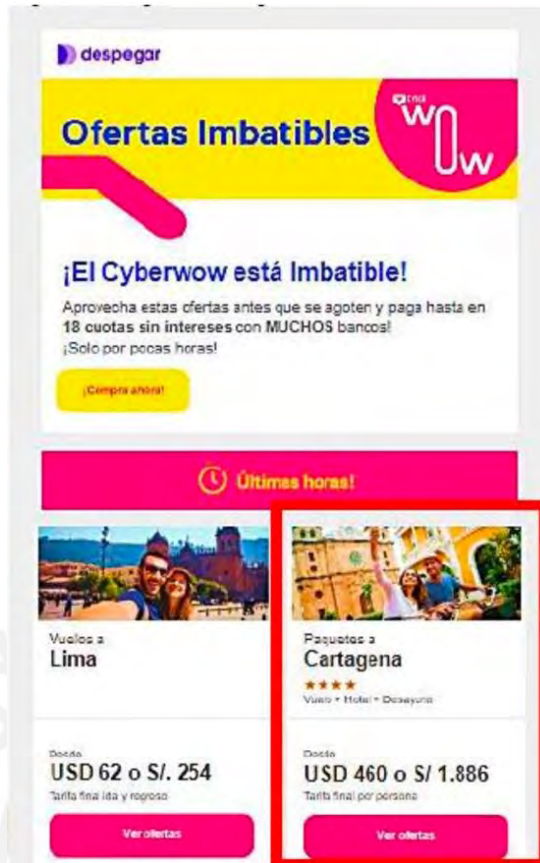 despegar
Ofertas Imbatibles
cyber
wow
¡El Cyberwow está Imbatible!
Aprovecha estas ofertas antes que se agoten y paga hasta en
18 cuotas sin intereses con MUCHOS bancos!
¡Solo por pocas horas!
¡Compra ahora!
Últimas horas!
Vuelos a
Lima
Desde
USD 62 o S/. 254
Tarifa final ida y regreso
Ver ofertas
Paquetes a
Cartagena
★★★★
Vuelo + Hotel + Desayuno
Desde
USD 460 o S/ 1.886
Tarifa final por persona
Ver ofertas